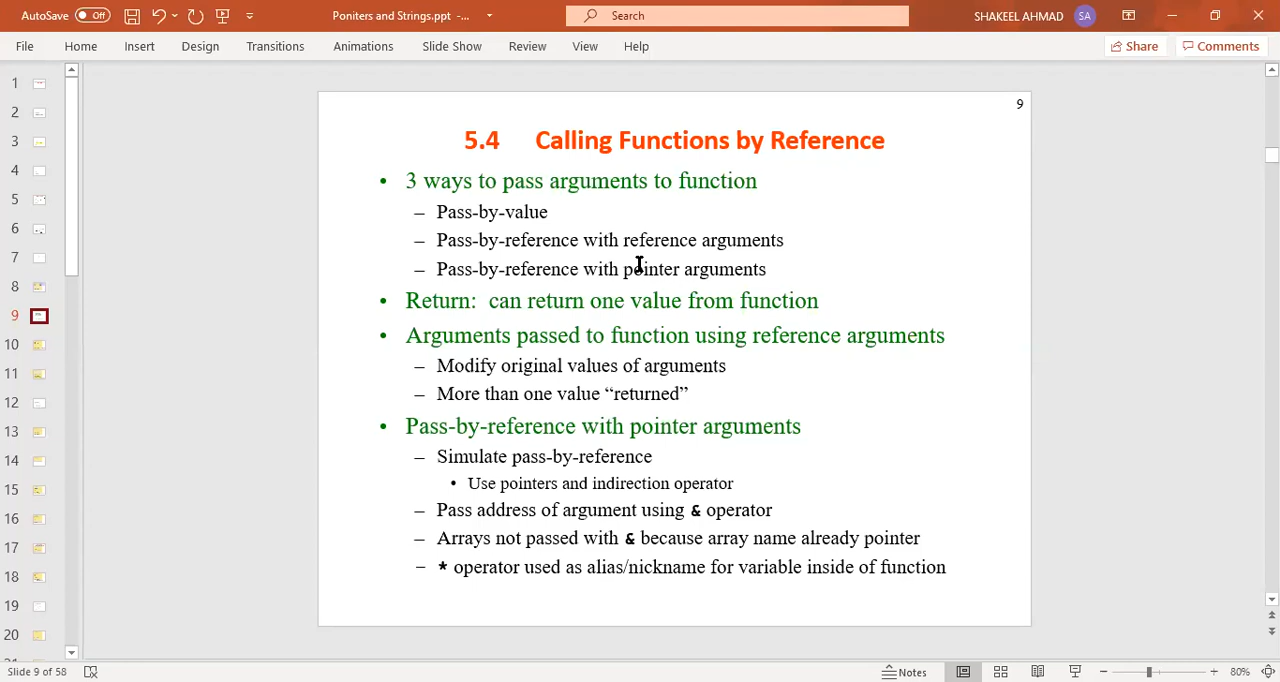 AutoSave Off Poniters and Strings.ppt -... Search SHAKEEL AHMAD SA
File Home Insert Design Transitions Animations Slide Show Review View Help Share Comments
1
2
3
4
5
6
7
8
9
10
11
12
13
14
15
16
17
18
19
20
9
5.4 Calling Functions by Reference
• 3 ways to pass arguments to function
– Pass-by-value
– Pass-by-reference with reference arguments
– Pass-by-reference with pointer arguments
• Return: can return one value from function
• Arguments passed to function using reference arguments
– Modify original values of arguments
– More than one value “returned”
• Pass-by-reference with pointer arguments
– Simulate pass-by-reference
• Use pointers and indirection operator
– Pass address of argument using & operator
– Arrays not passed with & because array name already pointer
– * operator used as alias/nickname for variable inside of function
Slide 9 of 58 Notes 80%